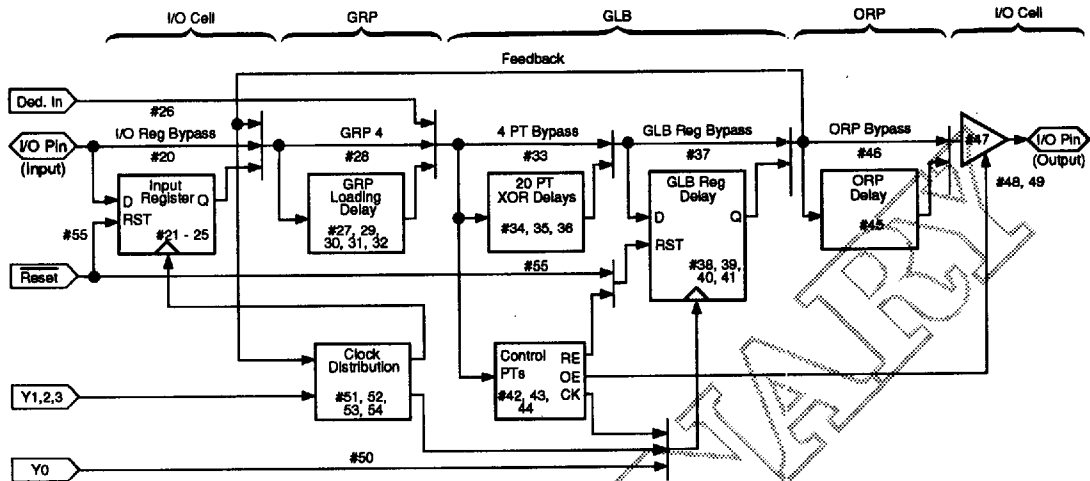 I/O Cell
GRP
GLB
ORP
I/O Cell
Feedback
Ded. In
#26
I/O Pin
(Input)
I/O Reg Bypass
#20
GRP 4
#28
4 PT Bypass
#33
GLB Reg Bypass
#37
ORP Bypass
#46
#47
I/O Pin
(Output)
#48, 49
Input
Register
D
Q
RST
#21 - 25
GRP
Loading
Delay
#27, 29,
30, 31, 32
20 PT
XOR Delays
#34, 35, 36
GLB Reg
Delay
D
Q
RST
#38, 39,
40, 41
ORP
Delay
#45
#55
Reset
#55
Clock
Distribution
#51, 52,
53, 54
Control
PTs
#42, 43,
44
RE
OE
CK
Y1,2,3
Y0
#50